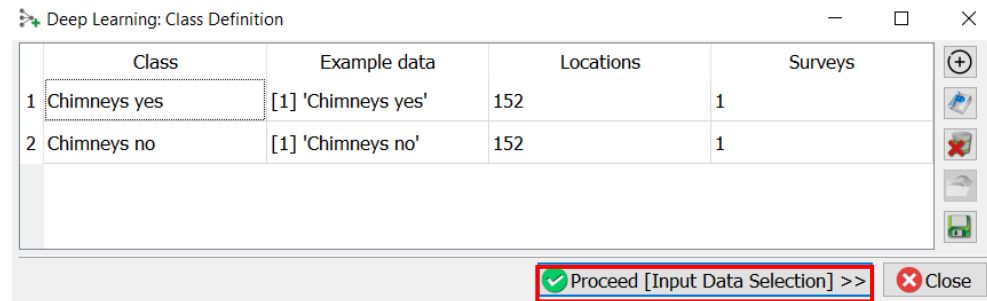 Deep Learning: Class Definition
Class Example data Locations Surveys
1 Chimneys yes [1] 'Chimneys yes' 152 1
2 Chimneys no [1] 'Chimneys no' 152 1
Proceed [Input Data Selection] >> Close